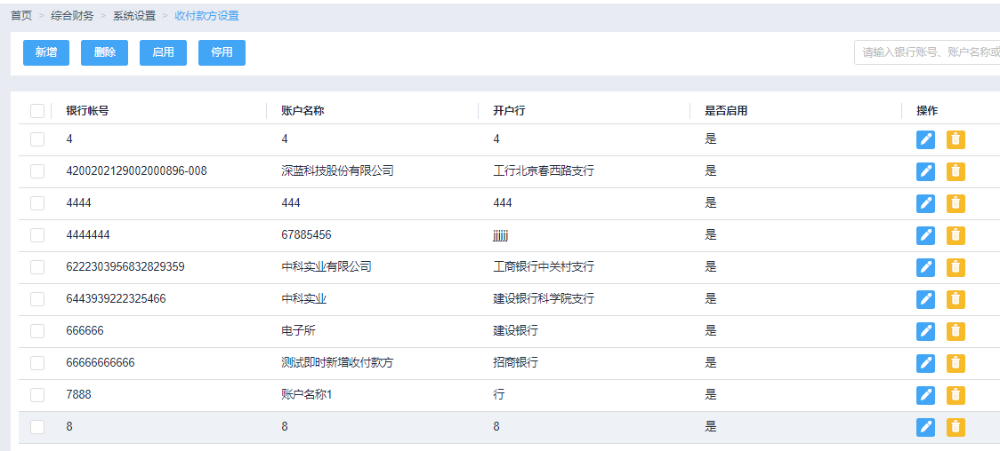 首页 > 综合财务 > 系统设置 > 收付款方设置
新增 删除 启用 停用 请输入银行账号、账户名称或
银行帐号 账户名称 开户行 是否启用 操作
4 4 4 是
4200202129002000896-008 深蓝科技股份有限公司 工行北京春西路支行 是
4444 444 444 是
4444444 67885456 jjjjjj 是
6222303956832829359 中科实业有限公司 工商银行中关村支行 是
6443939222325466 中科实业 建设银行科学院支行 是
666666 电子所 建设银行 是
66666666666 测试即时新增收付款方 招商银行 是
7888 账户名称1 行 是
8 8 8 是